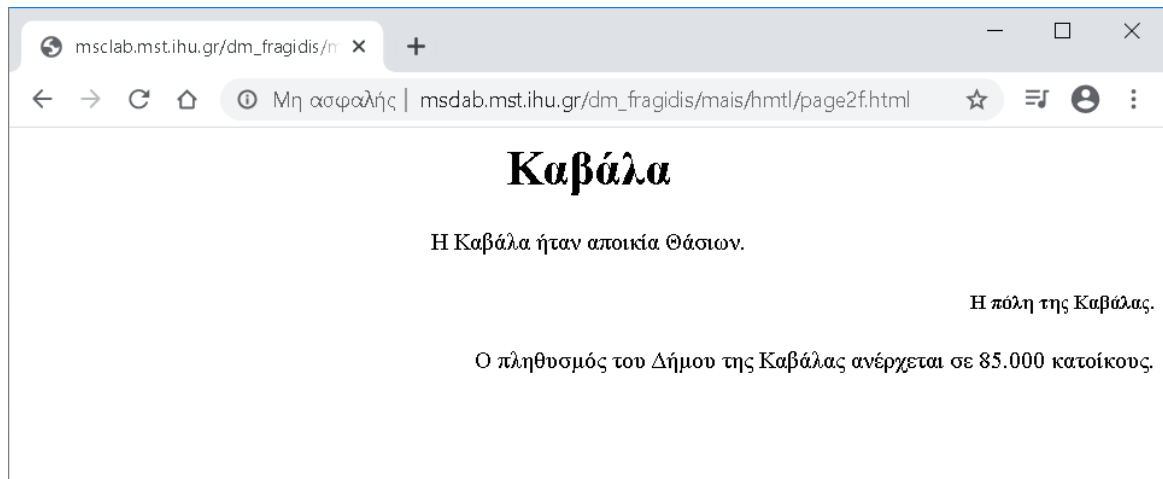 msclab.mst.ihu.gr/dm_fragidis/m
Μη ασφαλής | msclab.mst.ihu.gr/dm_fragidis/mais/hmtl/page2f.html
Καβάλα
Η Καβάλα ήταν αποικία Θάσιων.
Η πόλη της Καβάλας.
Ο πληθυσμός του Δήμου της Καβάλας ανέρχεται σε 85.000 κατοίκους.